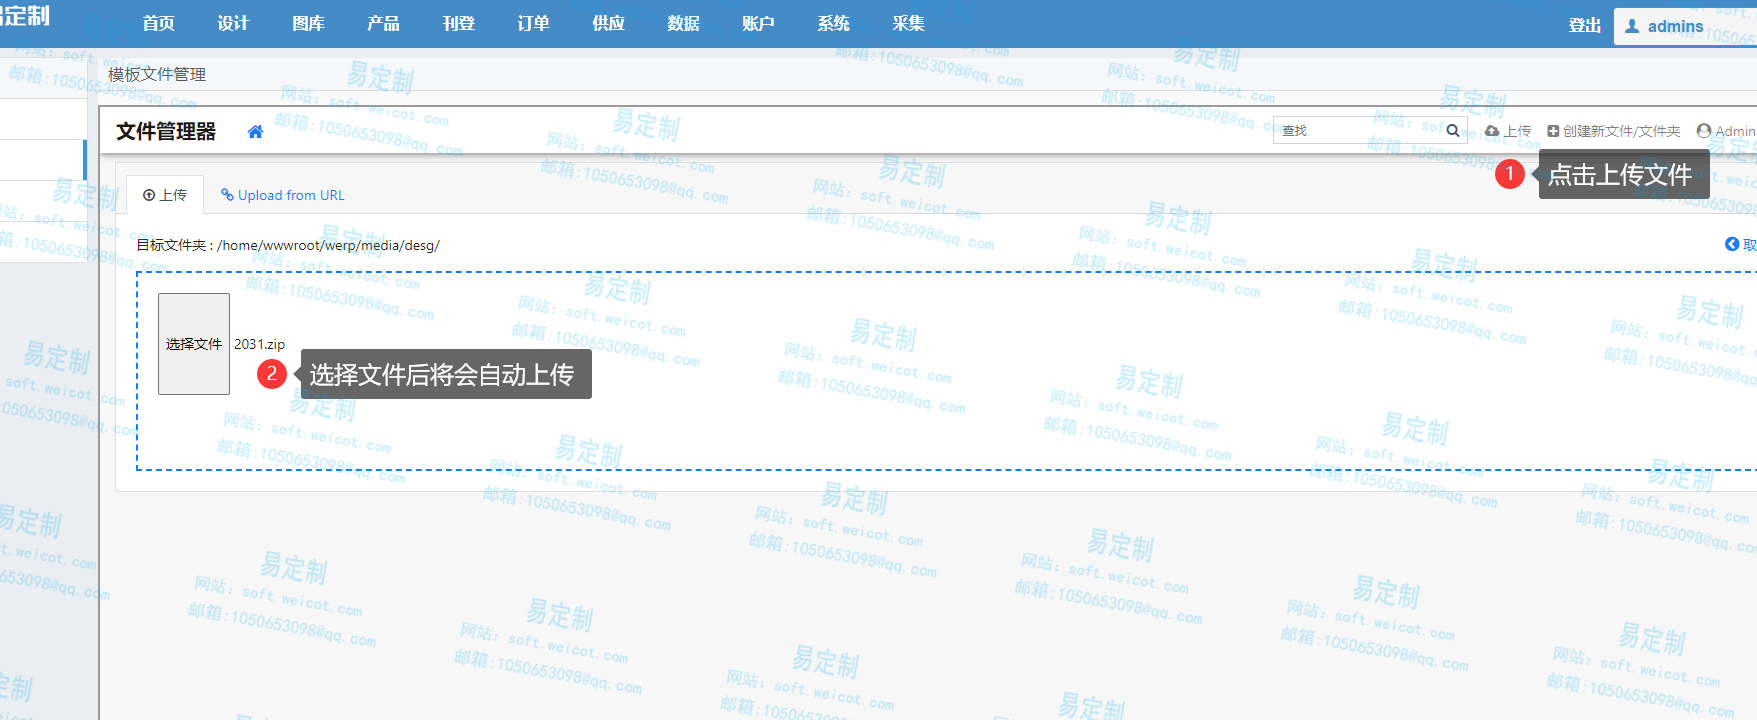 易定制
首页 设计 图库 产品 刊登 订单 供应 数据 账户 系统 采集
登出 admins
模板文件管理
文件管理器
查找
上传 创建新文件/文件夹 Admin
1 点击上传文件
上传 Upload from URL
目标文件夹 : /home/wwwroot/werp/media/desg/
取
选择文件 2031.zip
2 选择文件后将会自动上传
易定制
网站: soft.weicot.com
邮箱:1050653098@qq.com